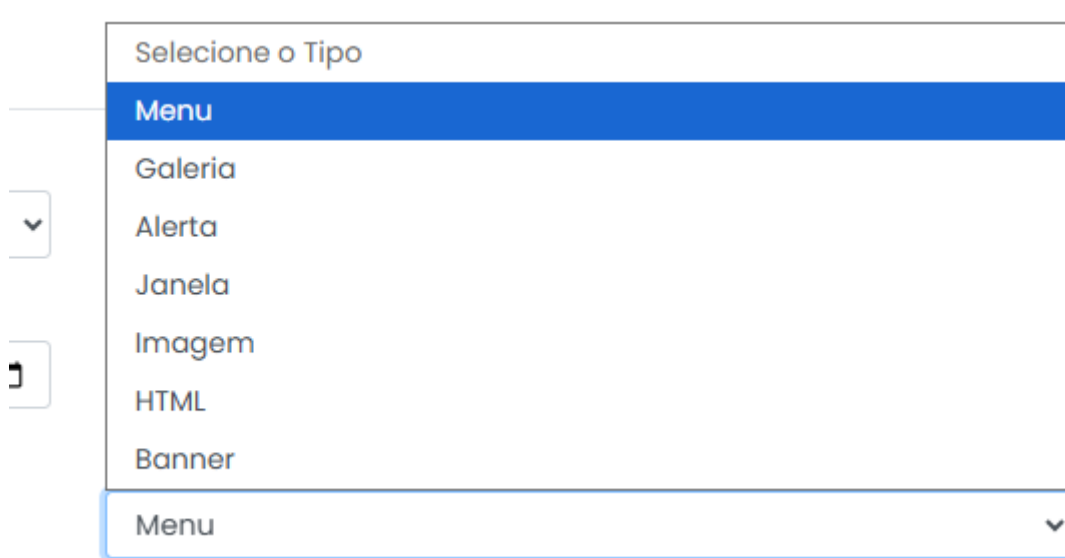 Selecione o Tipo
Menu
Galeria
Alerta
Janela
Imagem
HTML
Banner
Menu